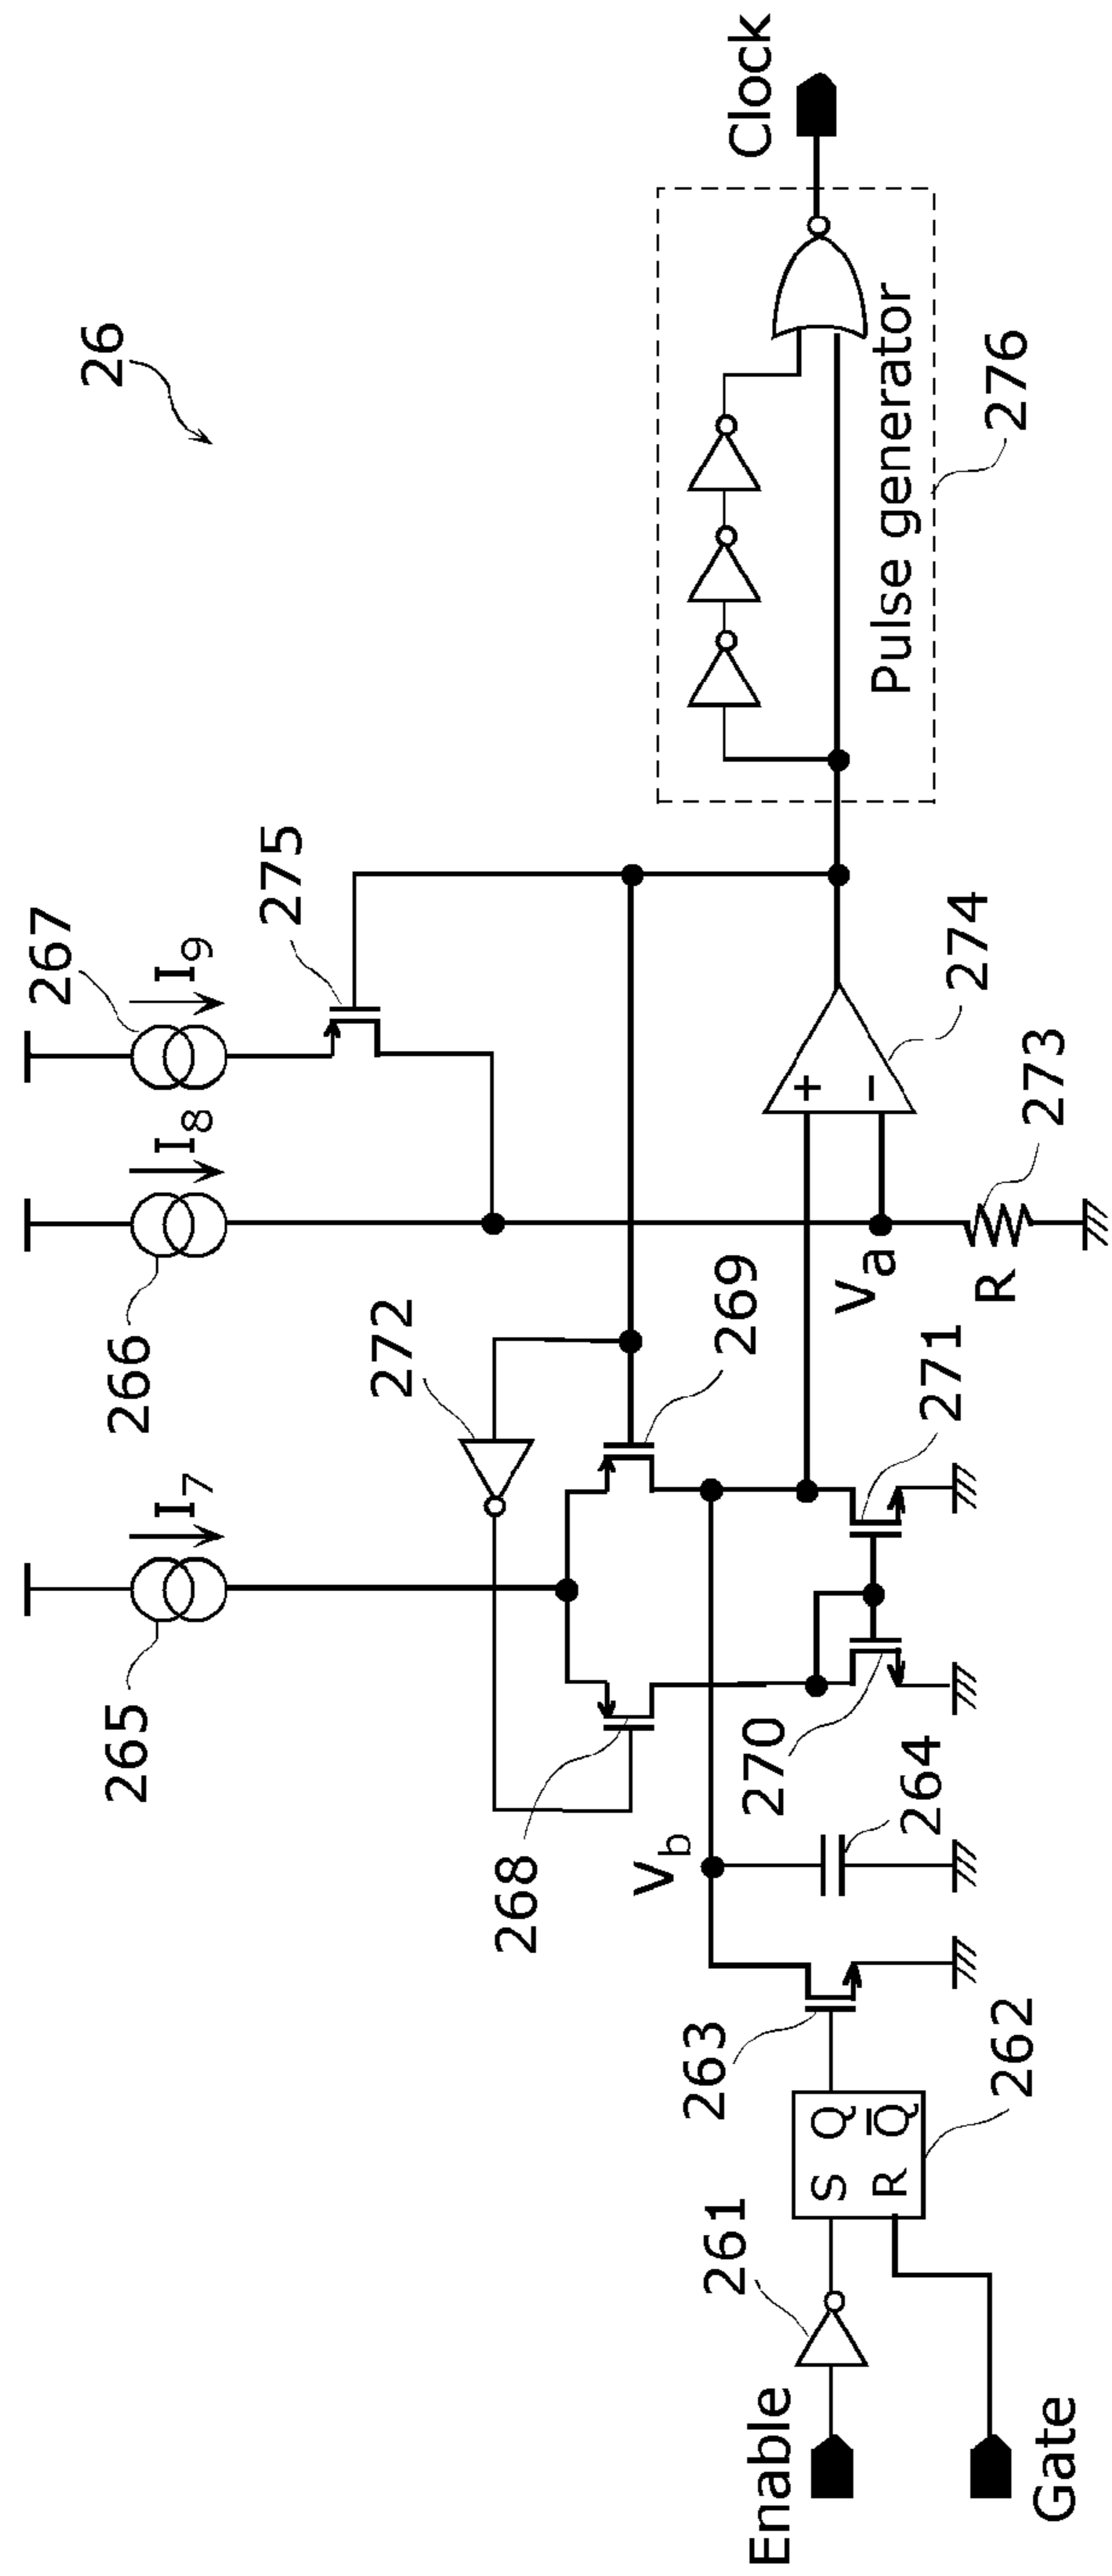 26
267
I9
I8
266
275
I7
265
272
268
269
Clock
Pulse generator
276
Vb
Va
+
−
274
R
273
271
270
264
263
262
261
S Q
R Q̅
Enable
Gate